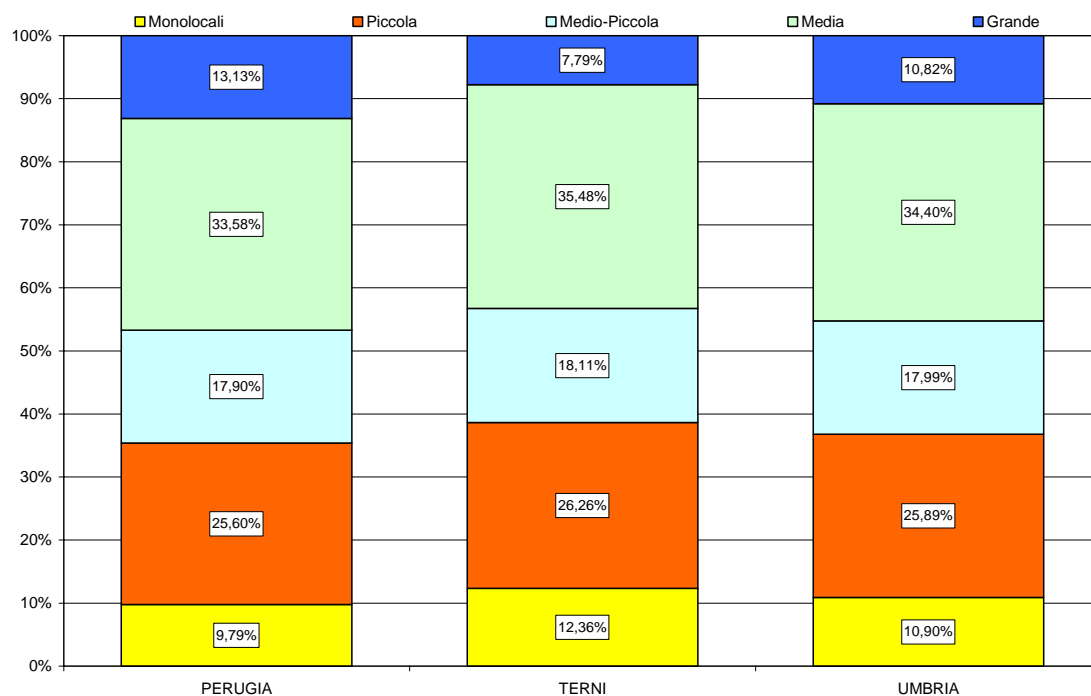 Monolocali Piccola Medio-Piccola Media Grande
100%
13,13% 7,79% 10,82%
90%
80%
33,58% 35,48% 34,40%
70%
60%
50%
17,90% 18,11% 17,99%
40%
30%
25,60% 26,26% 25,89%
20%
10%
9,79% 12,36% 10,90%
0%
PERUGIA TERNI UMBRIA